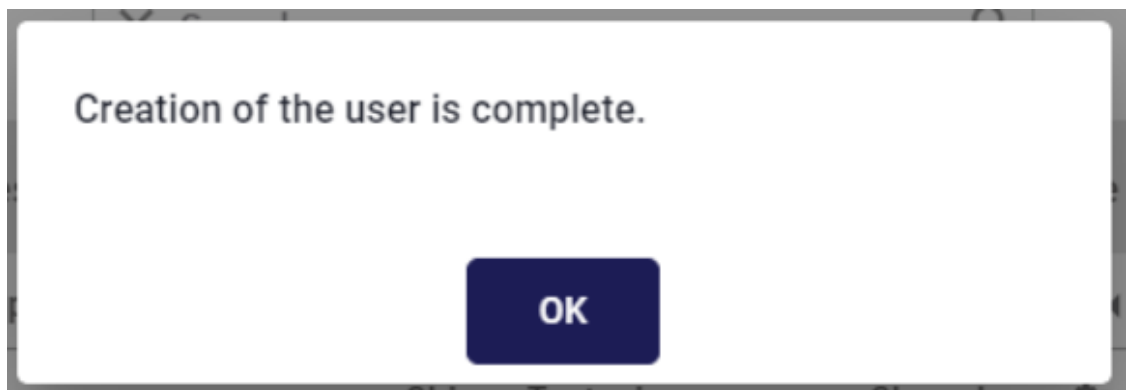 Creation of the user is complete.
OK